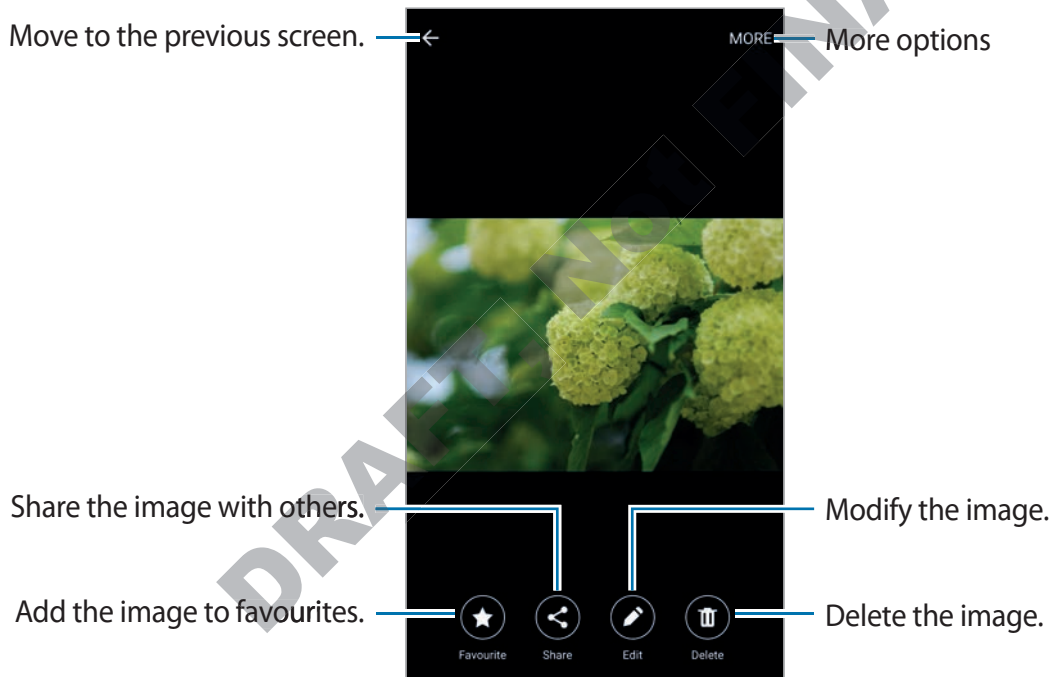 Move to the previous screen.
MORE
More options
Share the image with others.
Modify the image.
Add the image to favourites.
Delete the image.
Favourite
Share
Edit
Delete
DRAFT, Not FINA